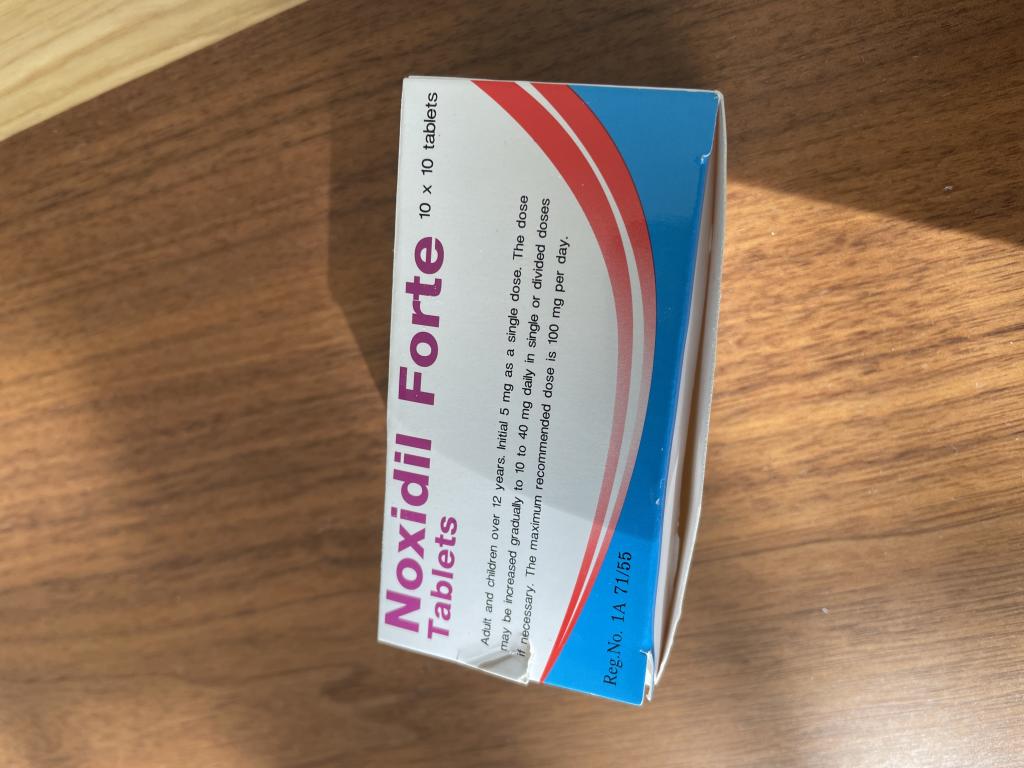 Noxidil Forte 10 x 10 tablets
Tablets
Adult and children over 12 years. Initial 5 mg as a single dose. The dose
may be increased gradually to 10 to 40 mg daily in single or divided doses
if necessary. The maximum recommended dose is 100 mg per day.
Reg.No. 1A 71/55